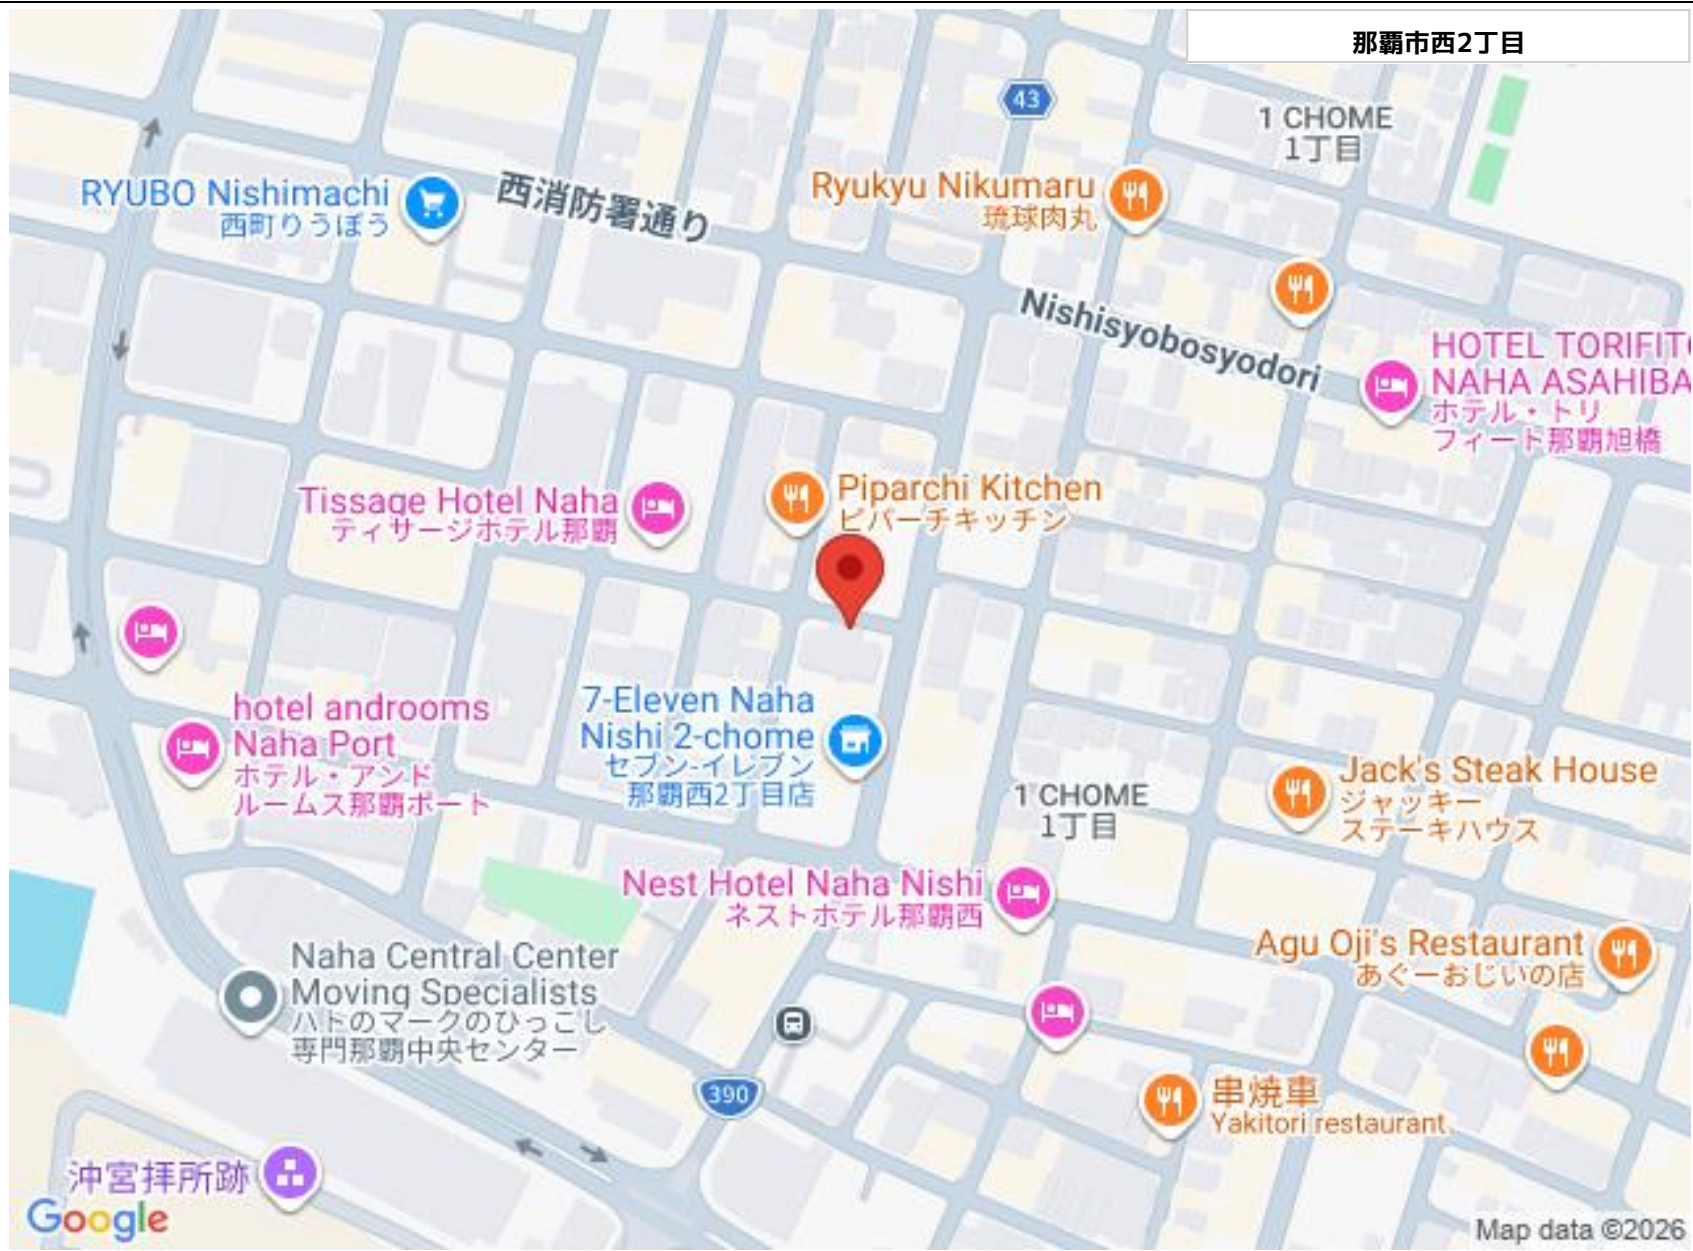 那覇市西2丁目
43
1 CHOME
1丁目
RYUBO Nishimachi
西町りうぼう
西消防署通り
Ryukyu Nikumaru
琉球肉丸
Nishisyobosyodori
HOTEL TORIFITO
NAHA ASAHIBA
ホテル・トリ
フィート那覇旭橋
Tissage Hotel Naha
ティサージホテル那覇
Piparchi Kitchen
ピパーチキッチン
hotel androoms
Naha Port
ホテル・アンド
ルームス那覇ポート
7-Eleven Naha
Nishi 2-chome
セブン-イレブン
那覇西2丁目店
1 CHOME
1丁目
Jack's Steak House
ジャッキー
ステーキハウス
Nest Hotel Naha Nishi
ネストホテル那覇西
Agu Oji's Restaurant
あぐーおじいの店
Naha Central Center
Moving Specialists
ハトのマークのひっこし
専門那覇中央センター
390
串焼車
Yakitori restaurant
沖宮拝所跡
Google
Map data ©2026